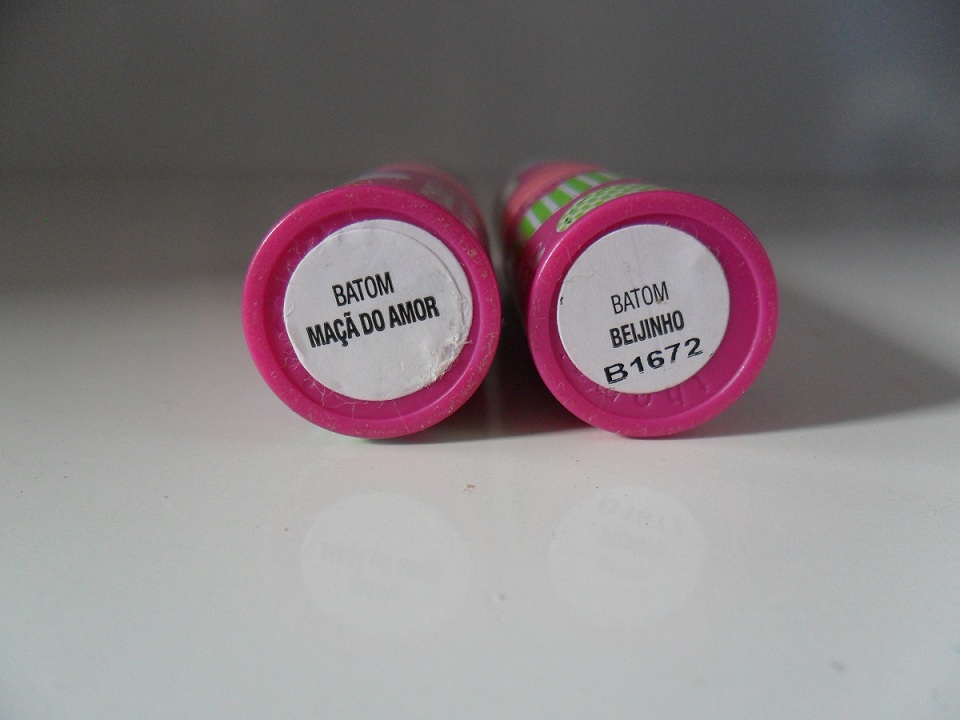 BATOM
MAÇÃ DO AMOR
BATOM
BEIJINHO
B1672